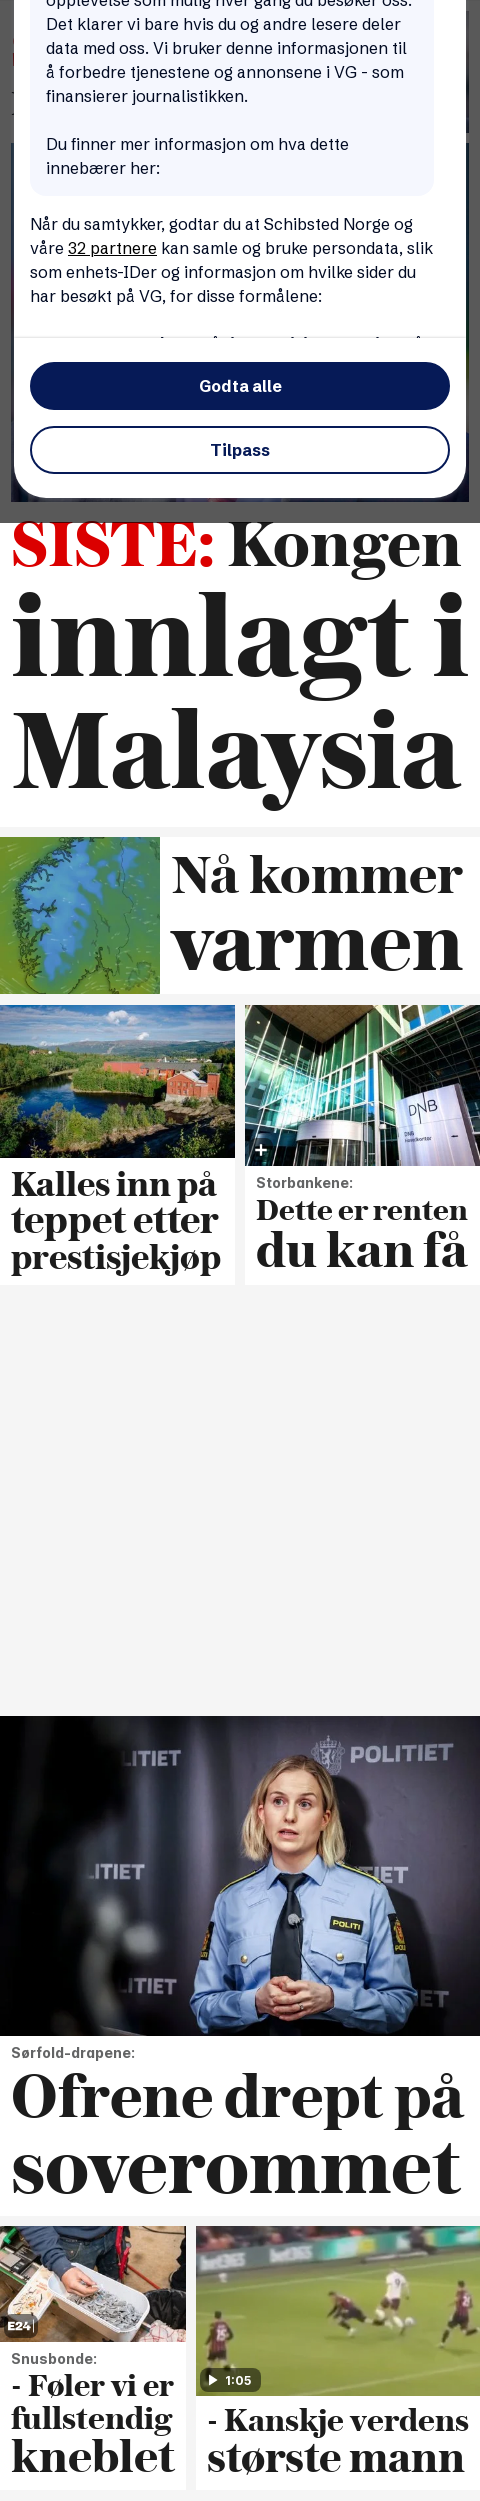 opplevelse som mulig hver gang du besøker oss.
Det klarer vi bare hvis du og andre lesere deler
data med oss. Vi bruker denne informasjonen til
å forbedre tjenestene og annonsene i VG - som
finansierer journalistikken.
Du finner mer informasjon om hva dette
innebærer her:
Når du samtykker, godtar du at Schibsted Norge og
våre 32 partnere kan samle og bruke persondata, slik
som enhets-IDer og informasjon om hvilke sider du
har besøkt på VG, for disse formålene:
Godta alle
Tilpass
SISTE: Kongen
innlagt i
Malaysia
Nå kommer
varmen
DNB
Kalles inn på
teppet etter
prestisjekjøp
Storbankene:
Dette er renten
du kan få
POLITIET
POLITIET
LITIET
IET
POLITI
LITIET
IET
Sørfold-drapene:
Ofrene drept på
soverommet
E24
1:05
Snusbonde:
- Føler vi er
fullstendig
kneblet
- Kanskje verdens
største mann